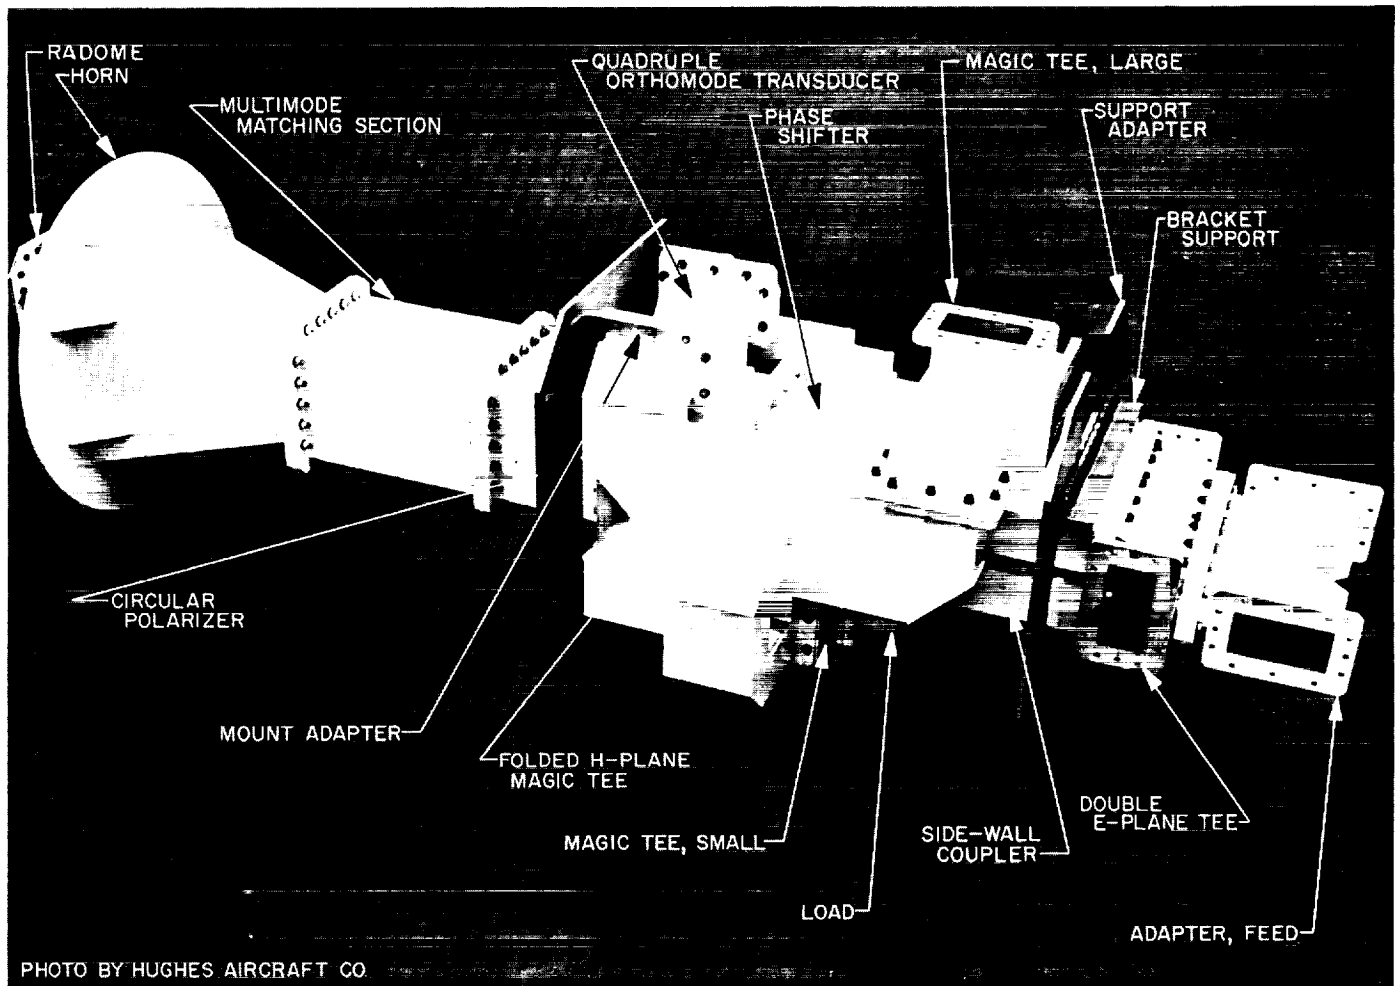 RADOME
HORN
MULTIMODE
MATCHING SECTION
QUADRUPLE
ORTHOMODE TRANSDUCER
PHASE
SHIFTER
MAGIC TEE, LARGE
SUPPORT
ADAPTER
BRACKET
SUPPORT
CIRCULAR
POLARIZER
MOUNT ADAPTER
FOLDED H-PLANE
MAGIC TEE
MAGIC TEE, SMALL
LOAD
SIDE-WALL
COUPLER
DOUBLE
E-PLANE TEE
ADAPTER, FEED
PHOTO BY HUGHES AIRCRAFT CO